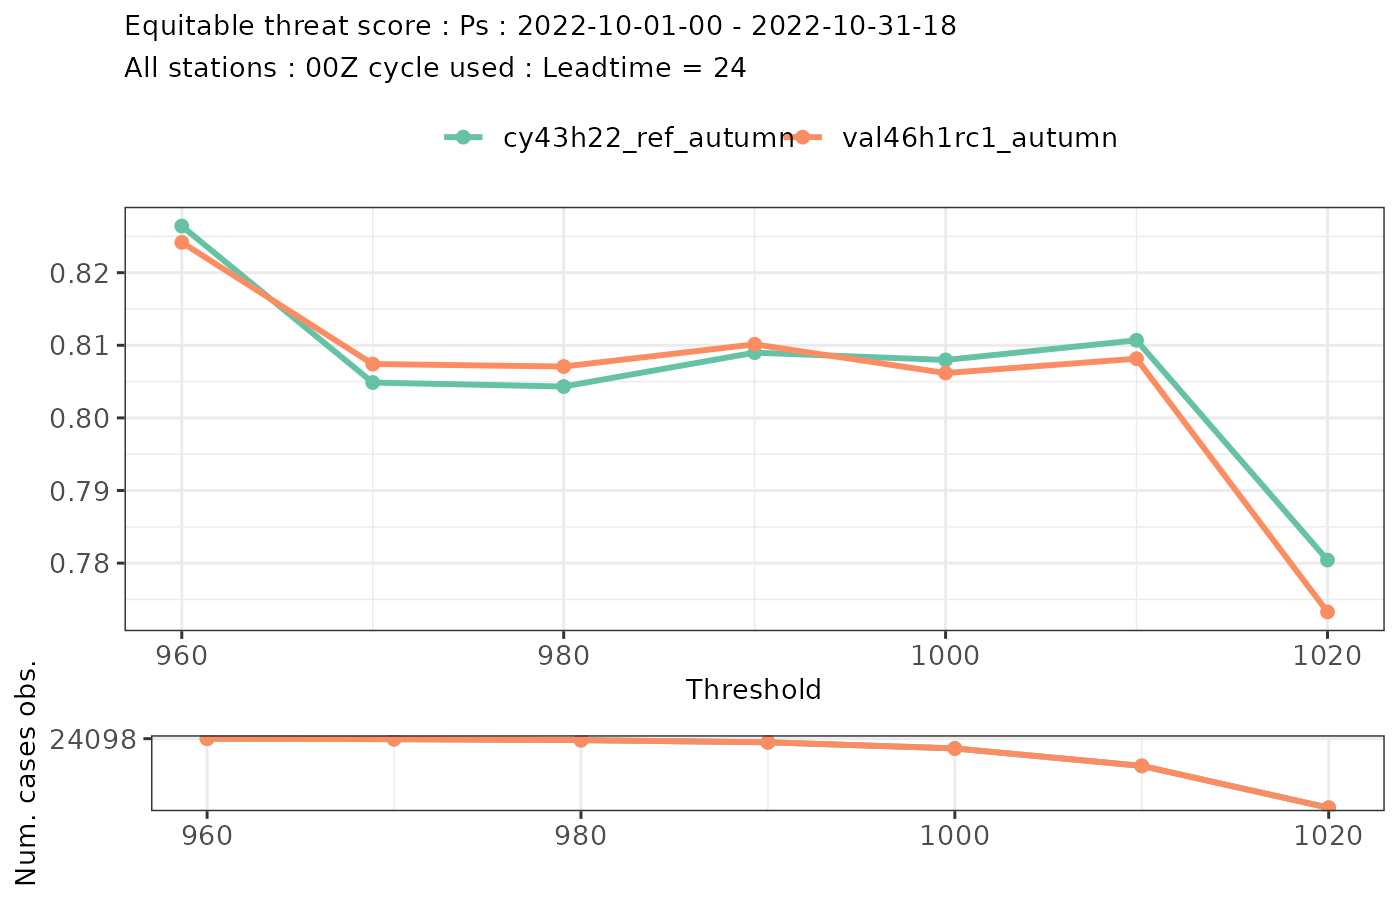 Equitable threat score : Ps : 2022-10-01-00 - 2022-10-31-18
All stations : 00Z cycle used : Leadtime = 24
cy43h22_ref_autumn val46h1rc1_autumn
0.82
0.81
0.80
0.79
0.78
960 980 1000 1020
Threshold
Num. cases obs.
24098
960 980 1000 1020